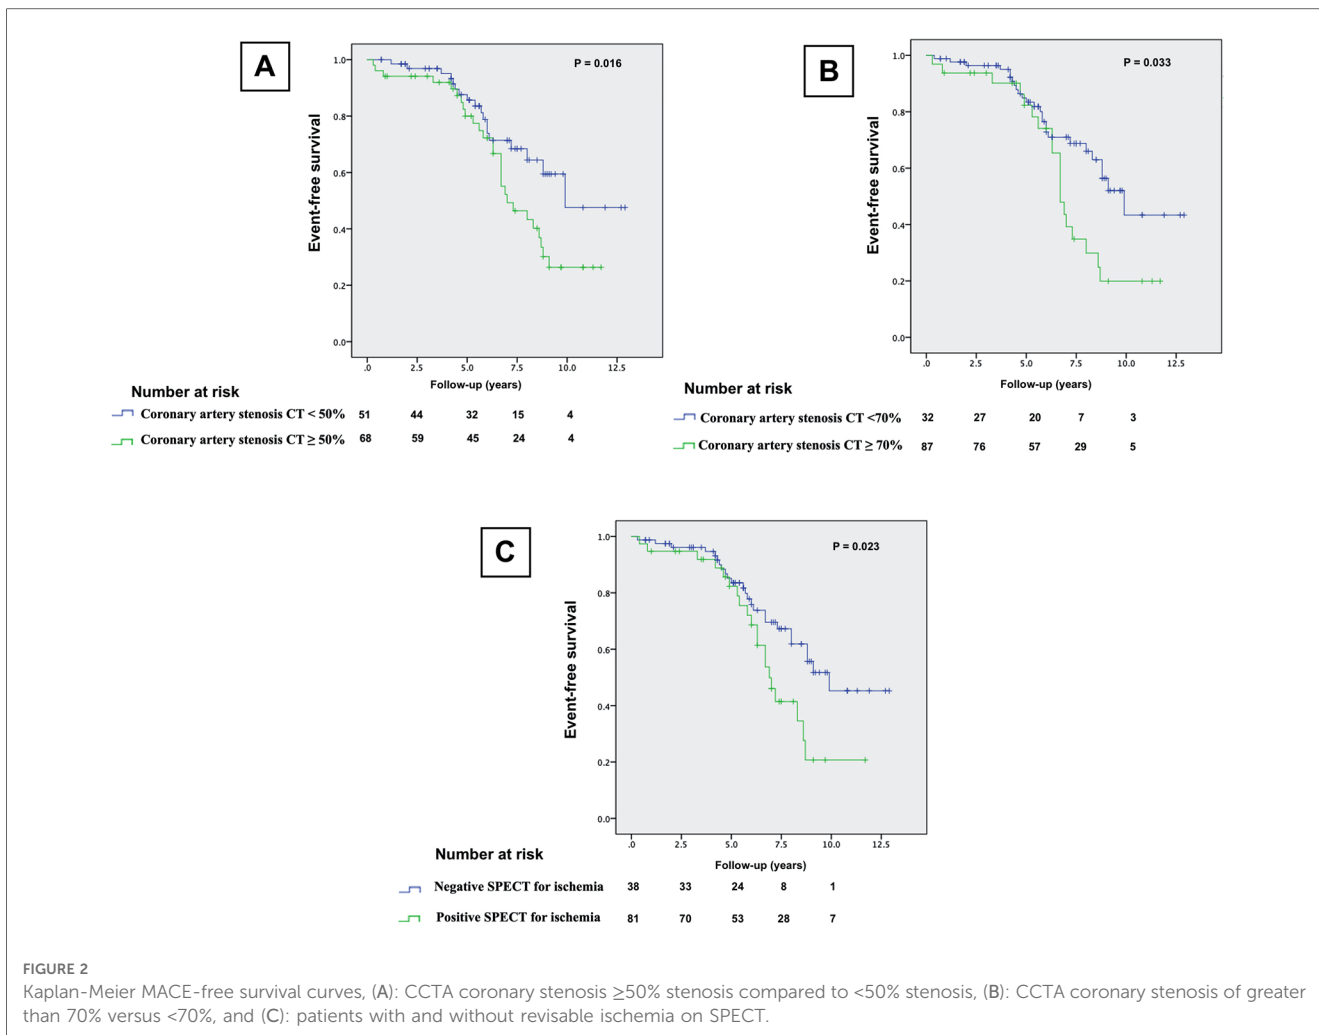 A
P = 0.016
Event-free survival
1.0
0.8
0.6
0.4
0.2
0.0
.0 2.5 5.0 7.5 10.0 12.5
Follow-up (years)
Number at risk
Coronary artery stenosis CT < 50% 51 44 32 15 4
Coronary artery stenosis CT ≥ 50% 68 59 45 24 4
B
P = 0.033
Event-free survival
1.0
0.8
0.6
0.4
0.2
0.0
.0 2.5 5.0 7.5 10.0 12.5
Follow-up (years)
Number at risk
Coronary artery stenosis CT <70% 32 27 20 7 3
Coronary artery stenosis CT ≥ 70% 87 76 57 29 5
C
P = 0.023
Event-free survival
1.0
0.8
0.6
0.4
0.2
0.0
.0 2.5 5.0 7.5 10.0 12.5
Follow-up (years)
Number at risk
Negative SPECT for ischemia 38 33 24 8 1
Positive SPECT for ischemia 81 70 53 28 7
FIGURE 2
Kaplan-Meier MACE-free survival curves, (A): CCTA coronary stenosis ≥50% stenosis compared to <50% stenosis, (B): CCTA coronary stenosis of greater
than 70% versus <70%, and (C): patients with and without revisable ischemia on SPECT.